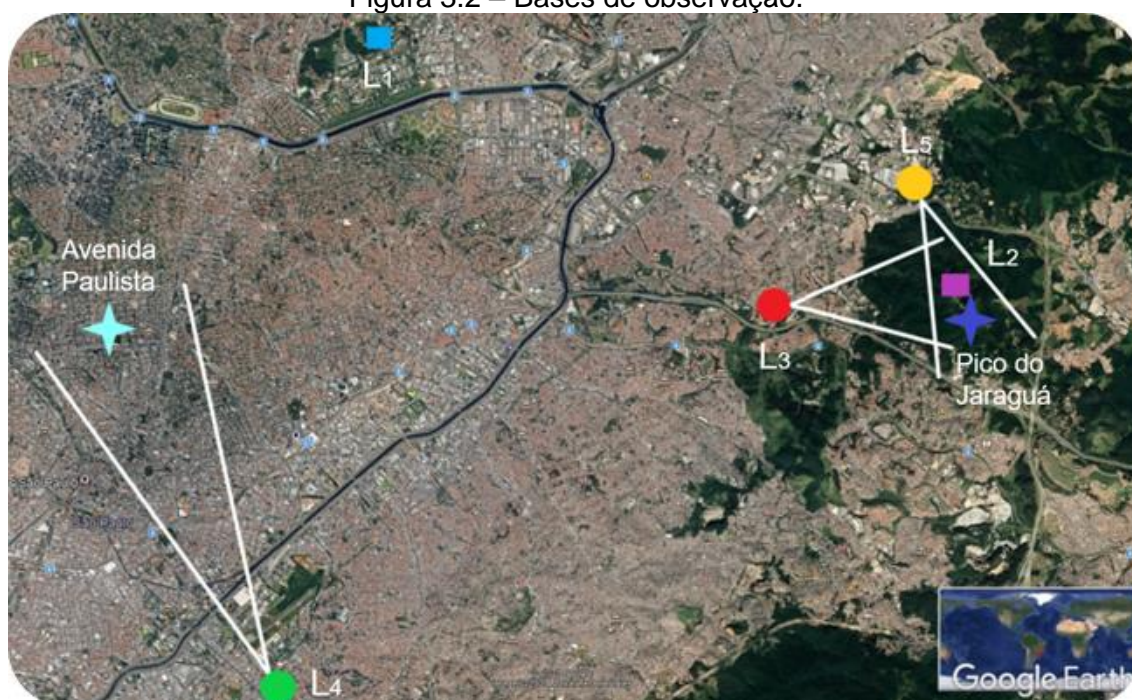 Figura 3.2 – Bases de observação.
L1
L5
Avenida
Paulista
L2
L3
Pico do
Jaraguá
L4
Google Earth